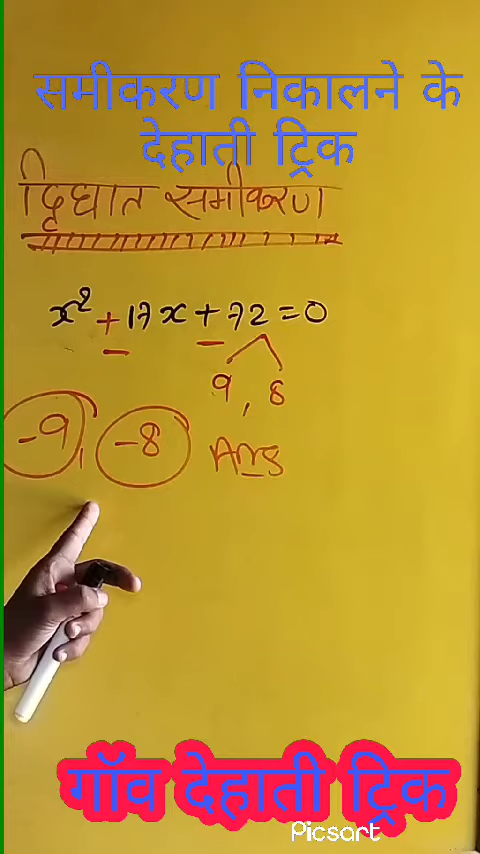 समीकरण निकालने के
देहाती ट्रिक
द्विघात समीकरण
x² + 17x + 72 = 0
9, 8
-9, -8 Ans
गॉव देहाती ट्रिक
Picsart